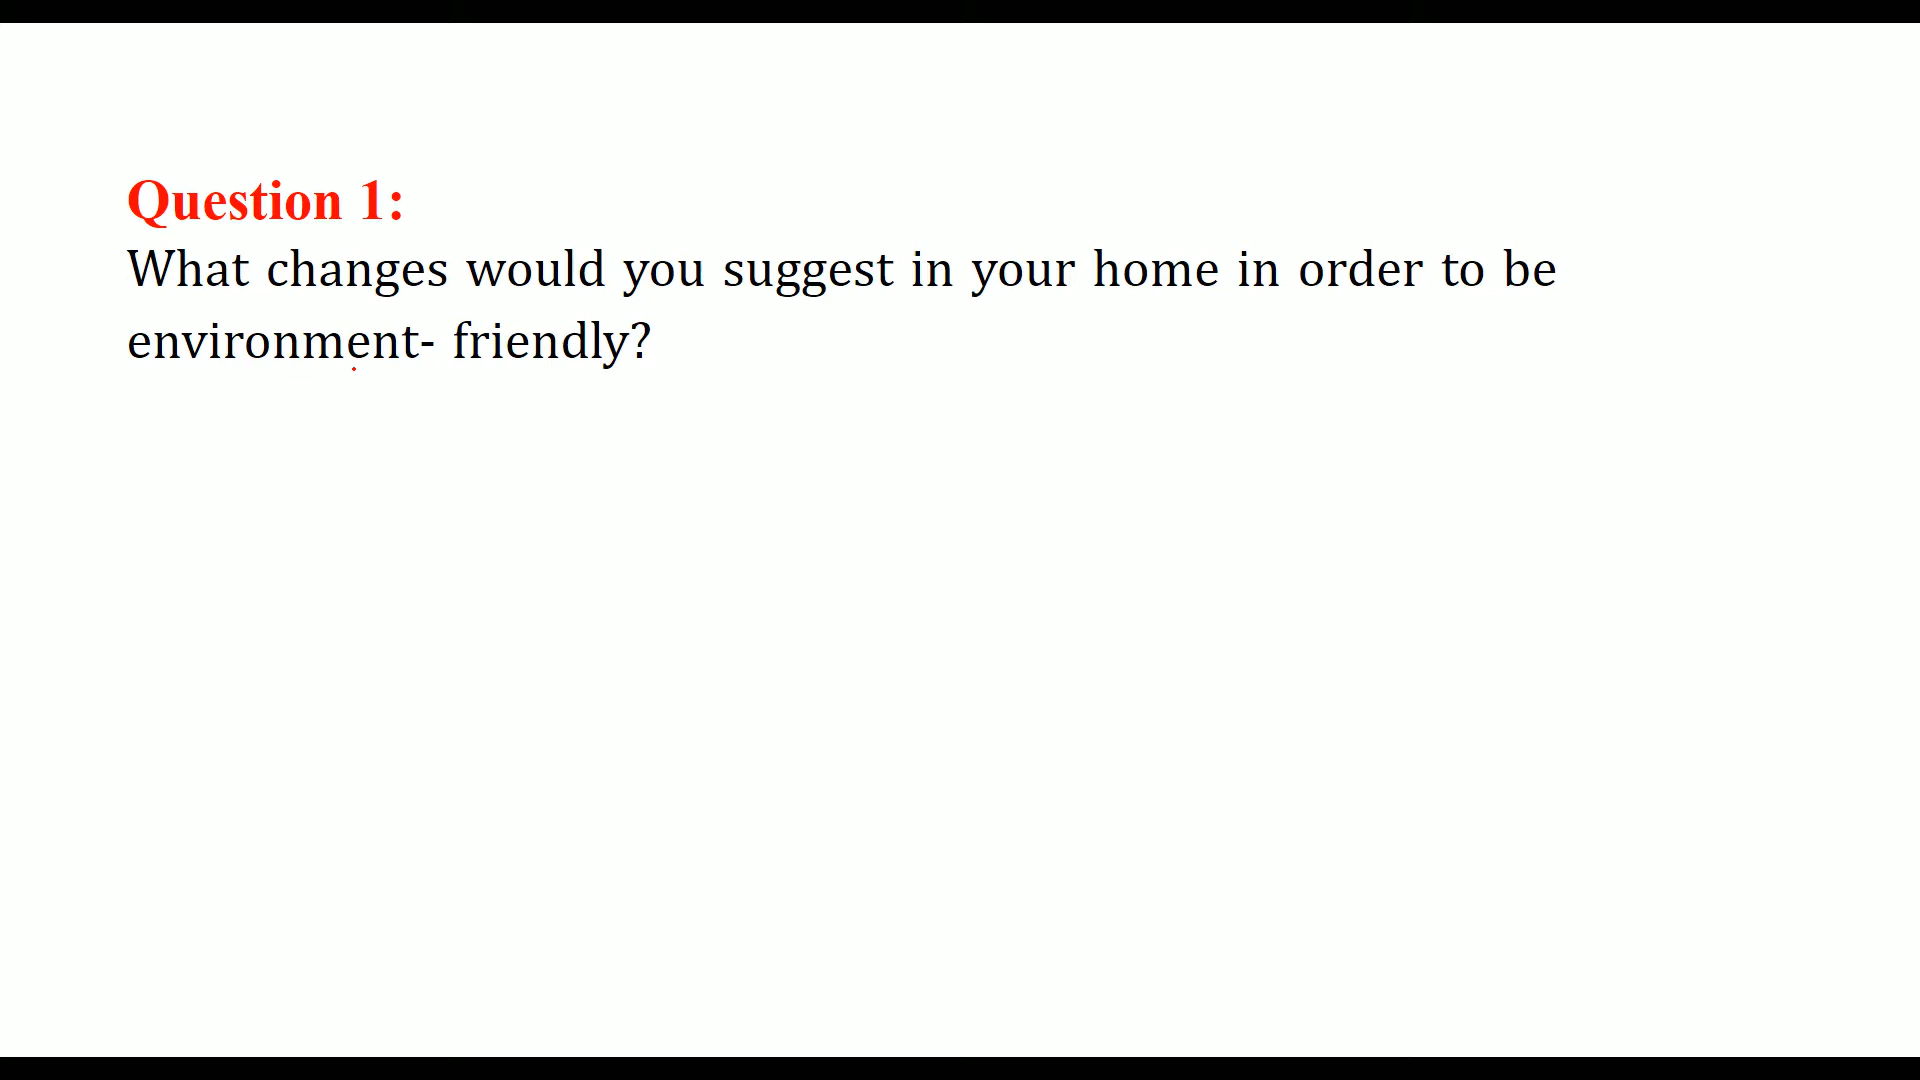 Question 1:
What changes would you suggest in your home in order to be
environment- friendly?